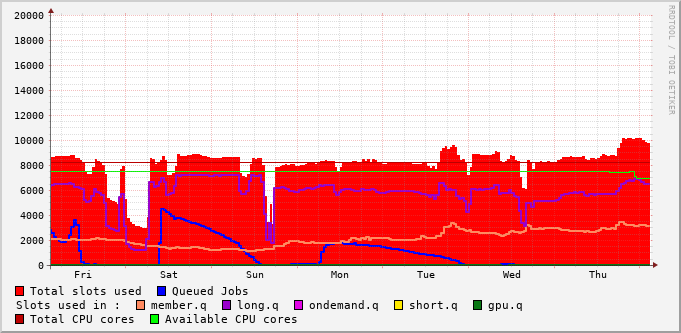 20000
18000
16000
14000
12000
10000
8000
6000
4000
2000
0
Fri Sat Sun Mon Tue Wed Thu
RRDTOOL / TOBI OETIKER
Total slots used Queued Jobs
Slots used in : member.q long.q ondemand.q short.q gpu.q
Total CPU cores Available CPU cores